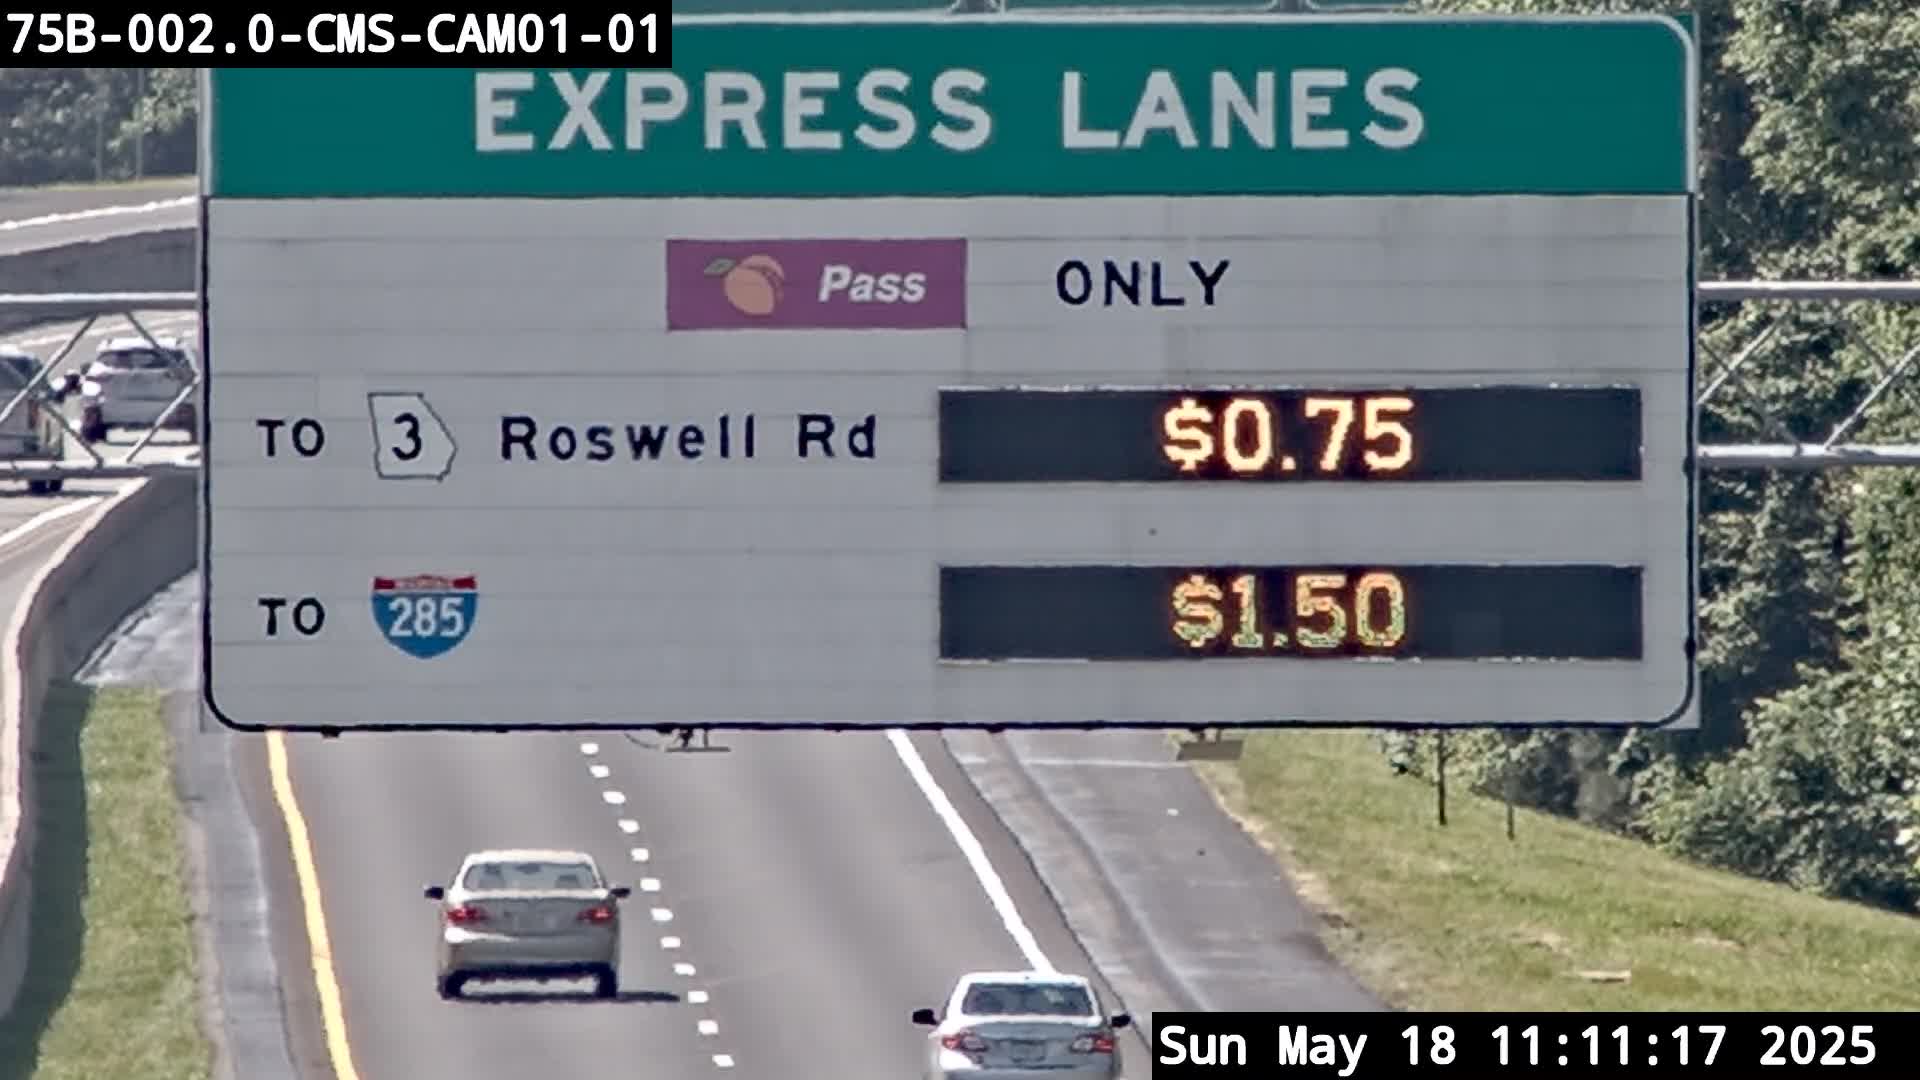 75B-002.0-CMS-CAM01-01
EXPRESS LANES
Pass ONLY
TO 3 Roswell Rd $0.75
TO 285 $1.50
Sun May 18 11:11:17 2025